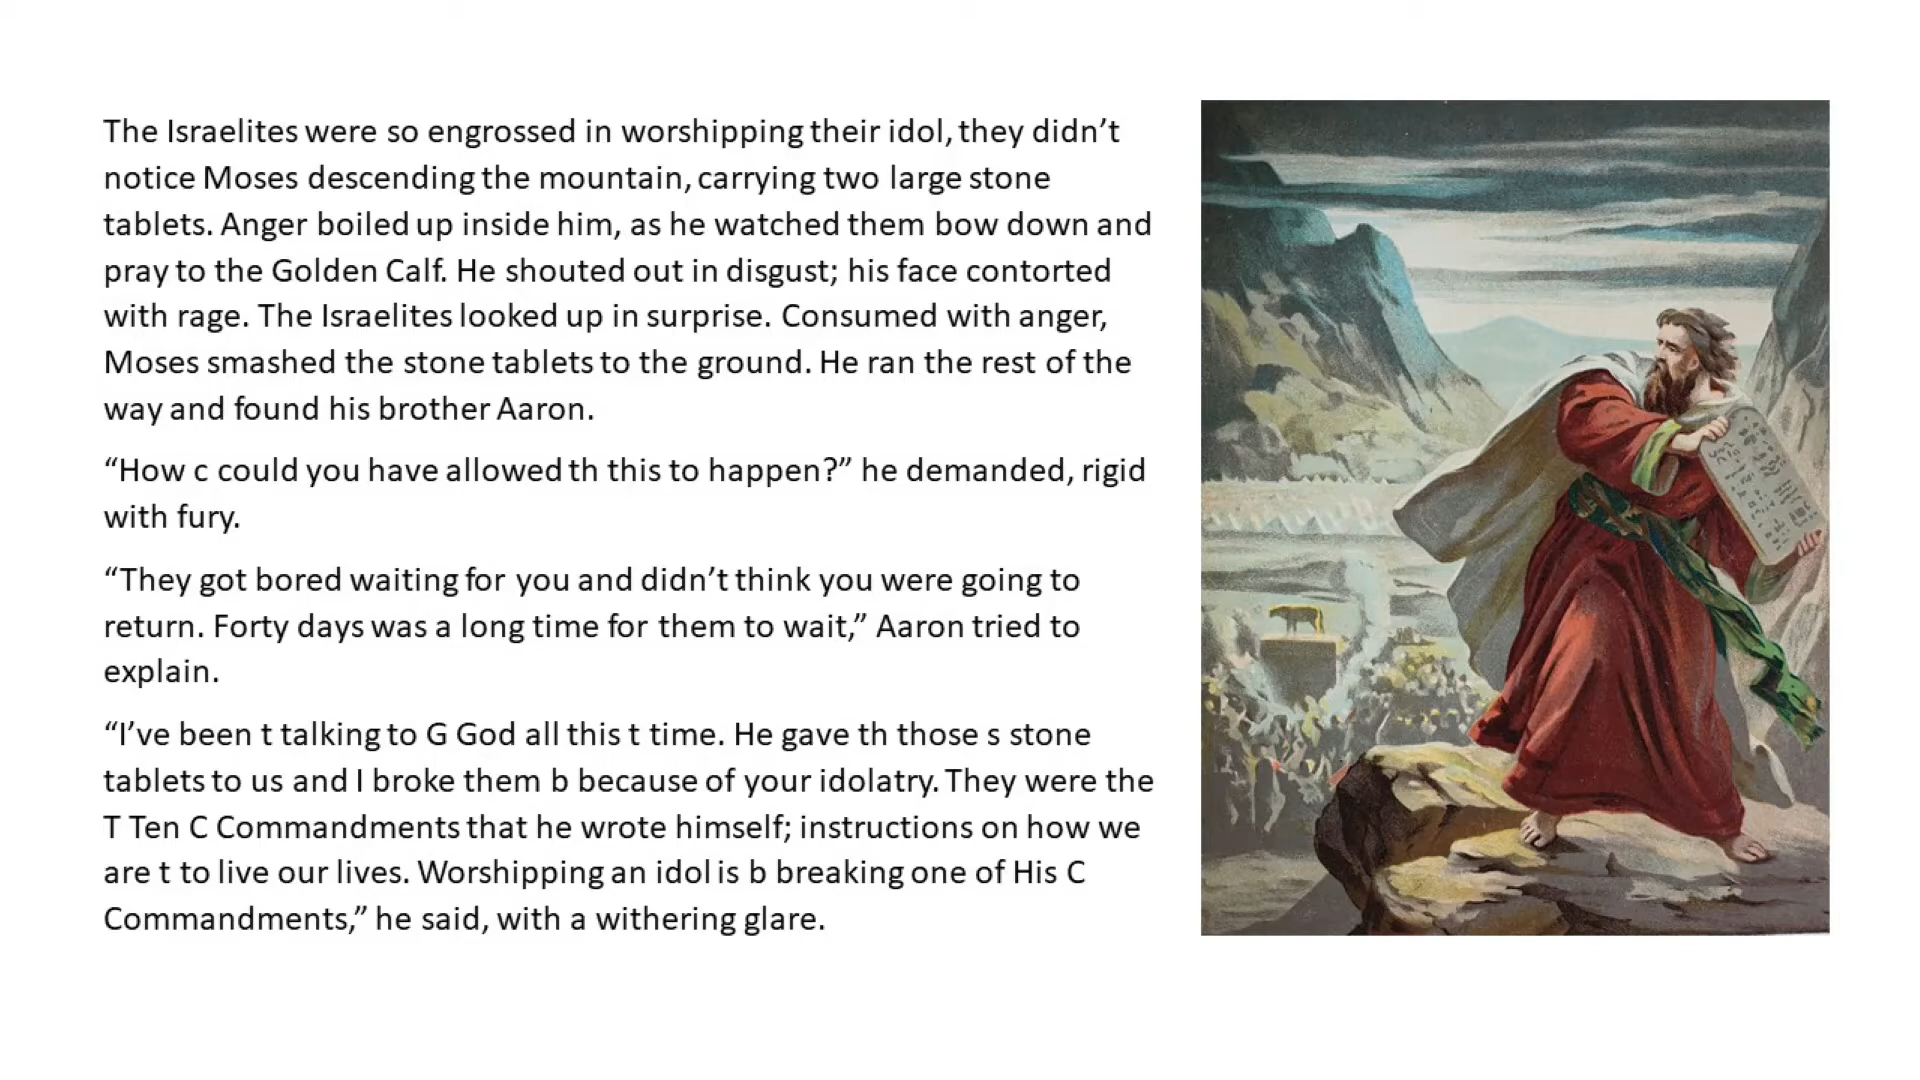 The Israelites were so engrossed in worshipping their idol, they didn’t
notice Moses descending the mountain, carrying two large stone
tablets. Anger boiled up inside him, as he watched them bow down and
pray to the Golden Calf. He shouted out in disgust; his face contorted
with rage. The Israelites looked up in surprise. Consumed with anger,
Moses smashed the stone tablets to the ground. He ran the rest of the
way and found his brother Aaron.
“How c could you have allowed th this to happen?” he demanded, rigid
with fury.
“They got bored waiting for you and didn’t think you were going to
return. Forty days was a long time for them to wait,” Aaron tried to
explain.
“I’ve been t talking to G God all this t time. He gave th those s stone
tablets to us and I broke them b because of your idolatry. They were the
T Ten C Commandments that he wrote himself; instructions on how we
are t to live our lives. Worshipping an idol is b breaking one of His C
Commandments,” he said, with a withering glare.